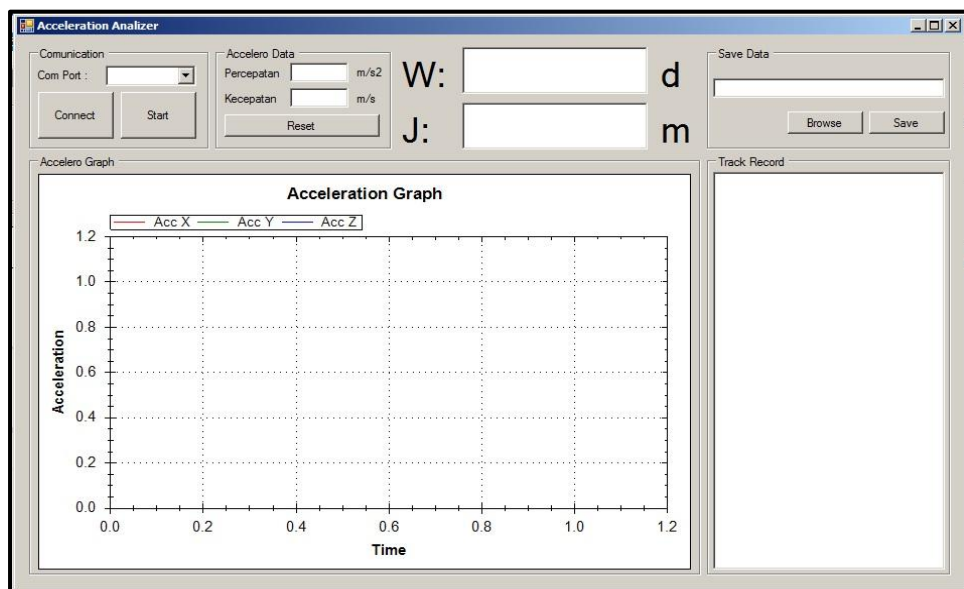 Acceleration Analizer
Comunication
Com Port :
Connect
Start
Accelero Data
Percepatan m/s2
Kecepatan m/s
Reset
W: d
J: m
Save Data
Browse
Save
Accelero Graph
Acceleration Graph
Acc X Acc Y Acc Z
1.2
1.0
0.8
0.6
0.4
0.2
0.0
Acceleration
0.0 0.2 0.4 0.6 0.8 1.0 1.2
Time
Track Record